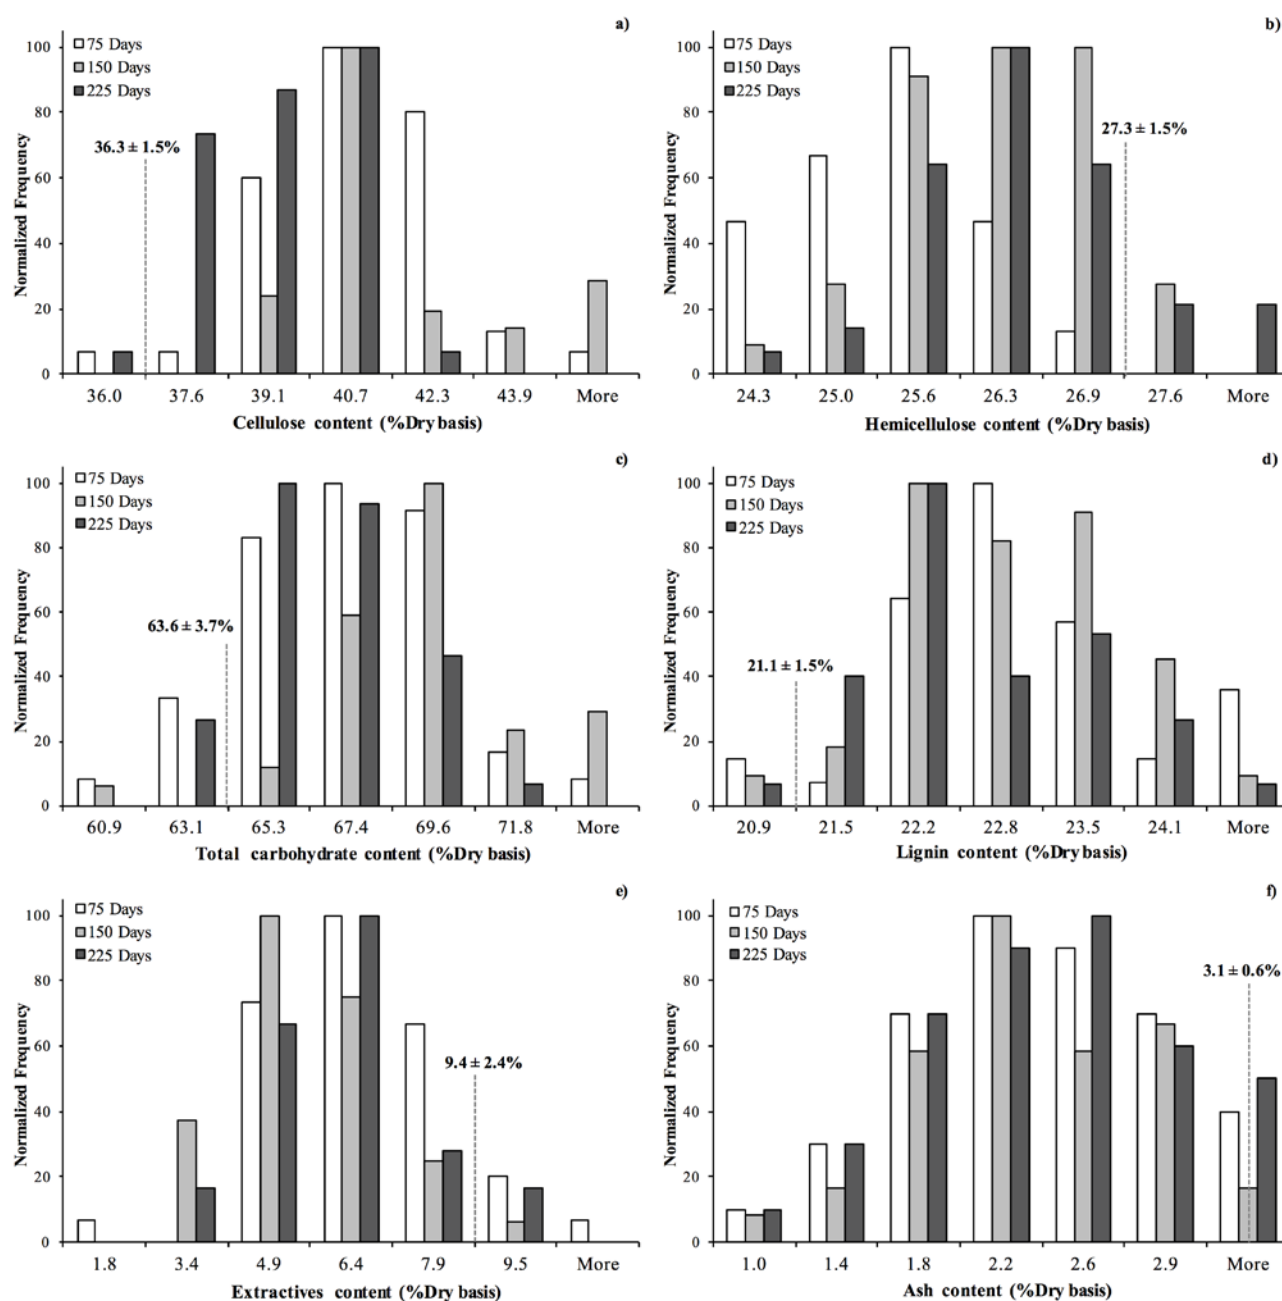 a)
75 Days
150 Days
225 Days
Normalized Frequency
100
80
60
40
20
0
36.3 ± 1.5%
36.0 37.6 39.1 40.7 42.3 43.9 More
Cellulose content (%Dry basis)
b)
75 Days
150 Days
225 Days
Normalized Frequency
100
80
60
40
20
0
27.3 ± 1.5%
24.3 25.0 25.6 26.3 26.9 27.6 More
Hemicellulose content (%Dry basis)
c)
75 Days
150 Days
225 Days
Normalized Frequency
100
80
60
40
20
0
63.6 ± 3.7%
60.9 63.1 65.3 67.4 69.6 71.8 More
Total carbohydrate content (%Dry basis)
d)
75 Days
150 Days
225 Days
Normalized Frequency
100
80
60
40
20
0
21.1 ± 1.5%
20.9 21.5 22.2 22.8 23.5 24.1 More
Lignin content (%Dry basis)
e)
75 Days
150 Days
225 Days
Normalized Frequency
100
80
60
40
20
0
9.4 ± 2.4%
1.8 3.4 4.9 6.4 7.9 9.5 More
Extractives content (%Dry basis)
f)
75 Days
150 Days
225 Days
Normalized Frequency
100
80
60
40
20
0
3.1 ± 0.6%
1.0 1.4 1.8 2.2 2.6 2.9 More
Ash content (%Dry basis)